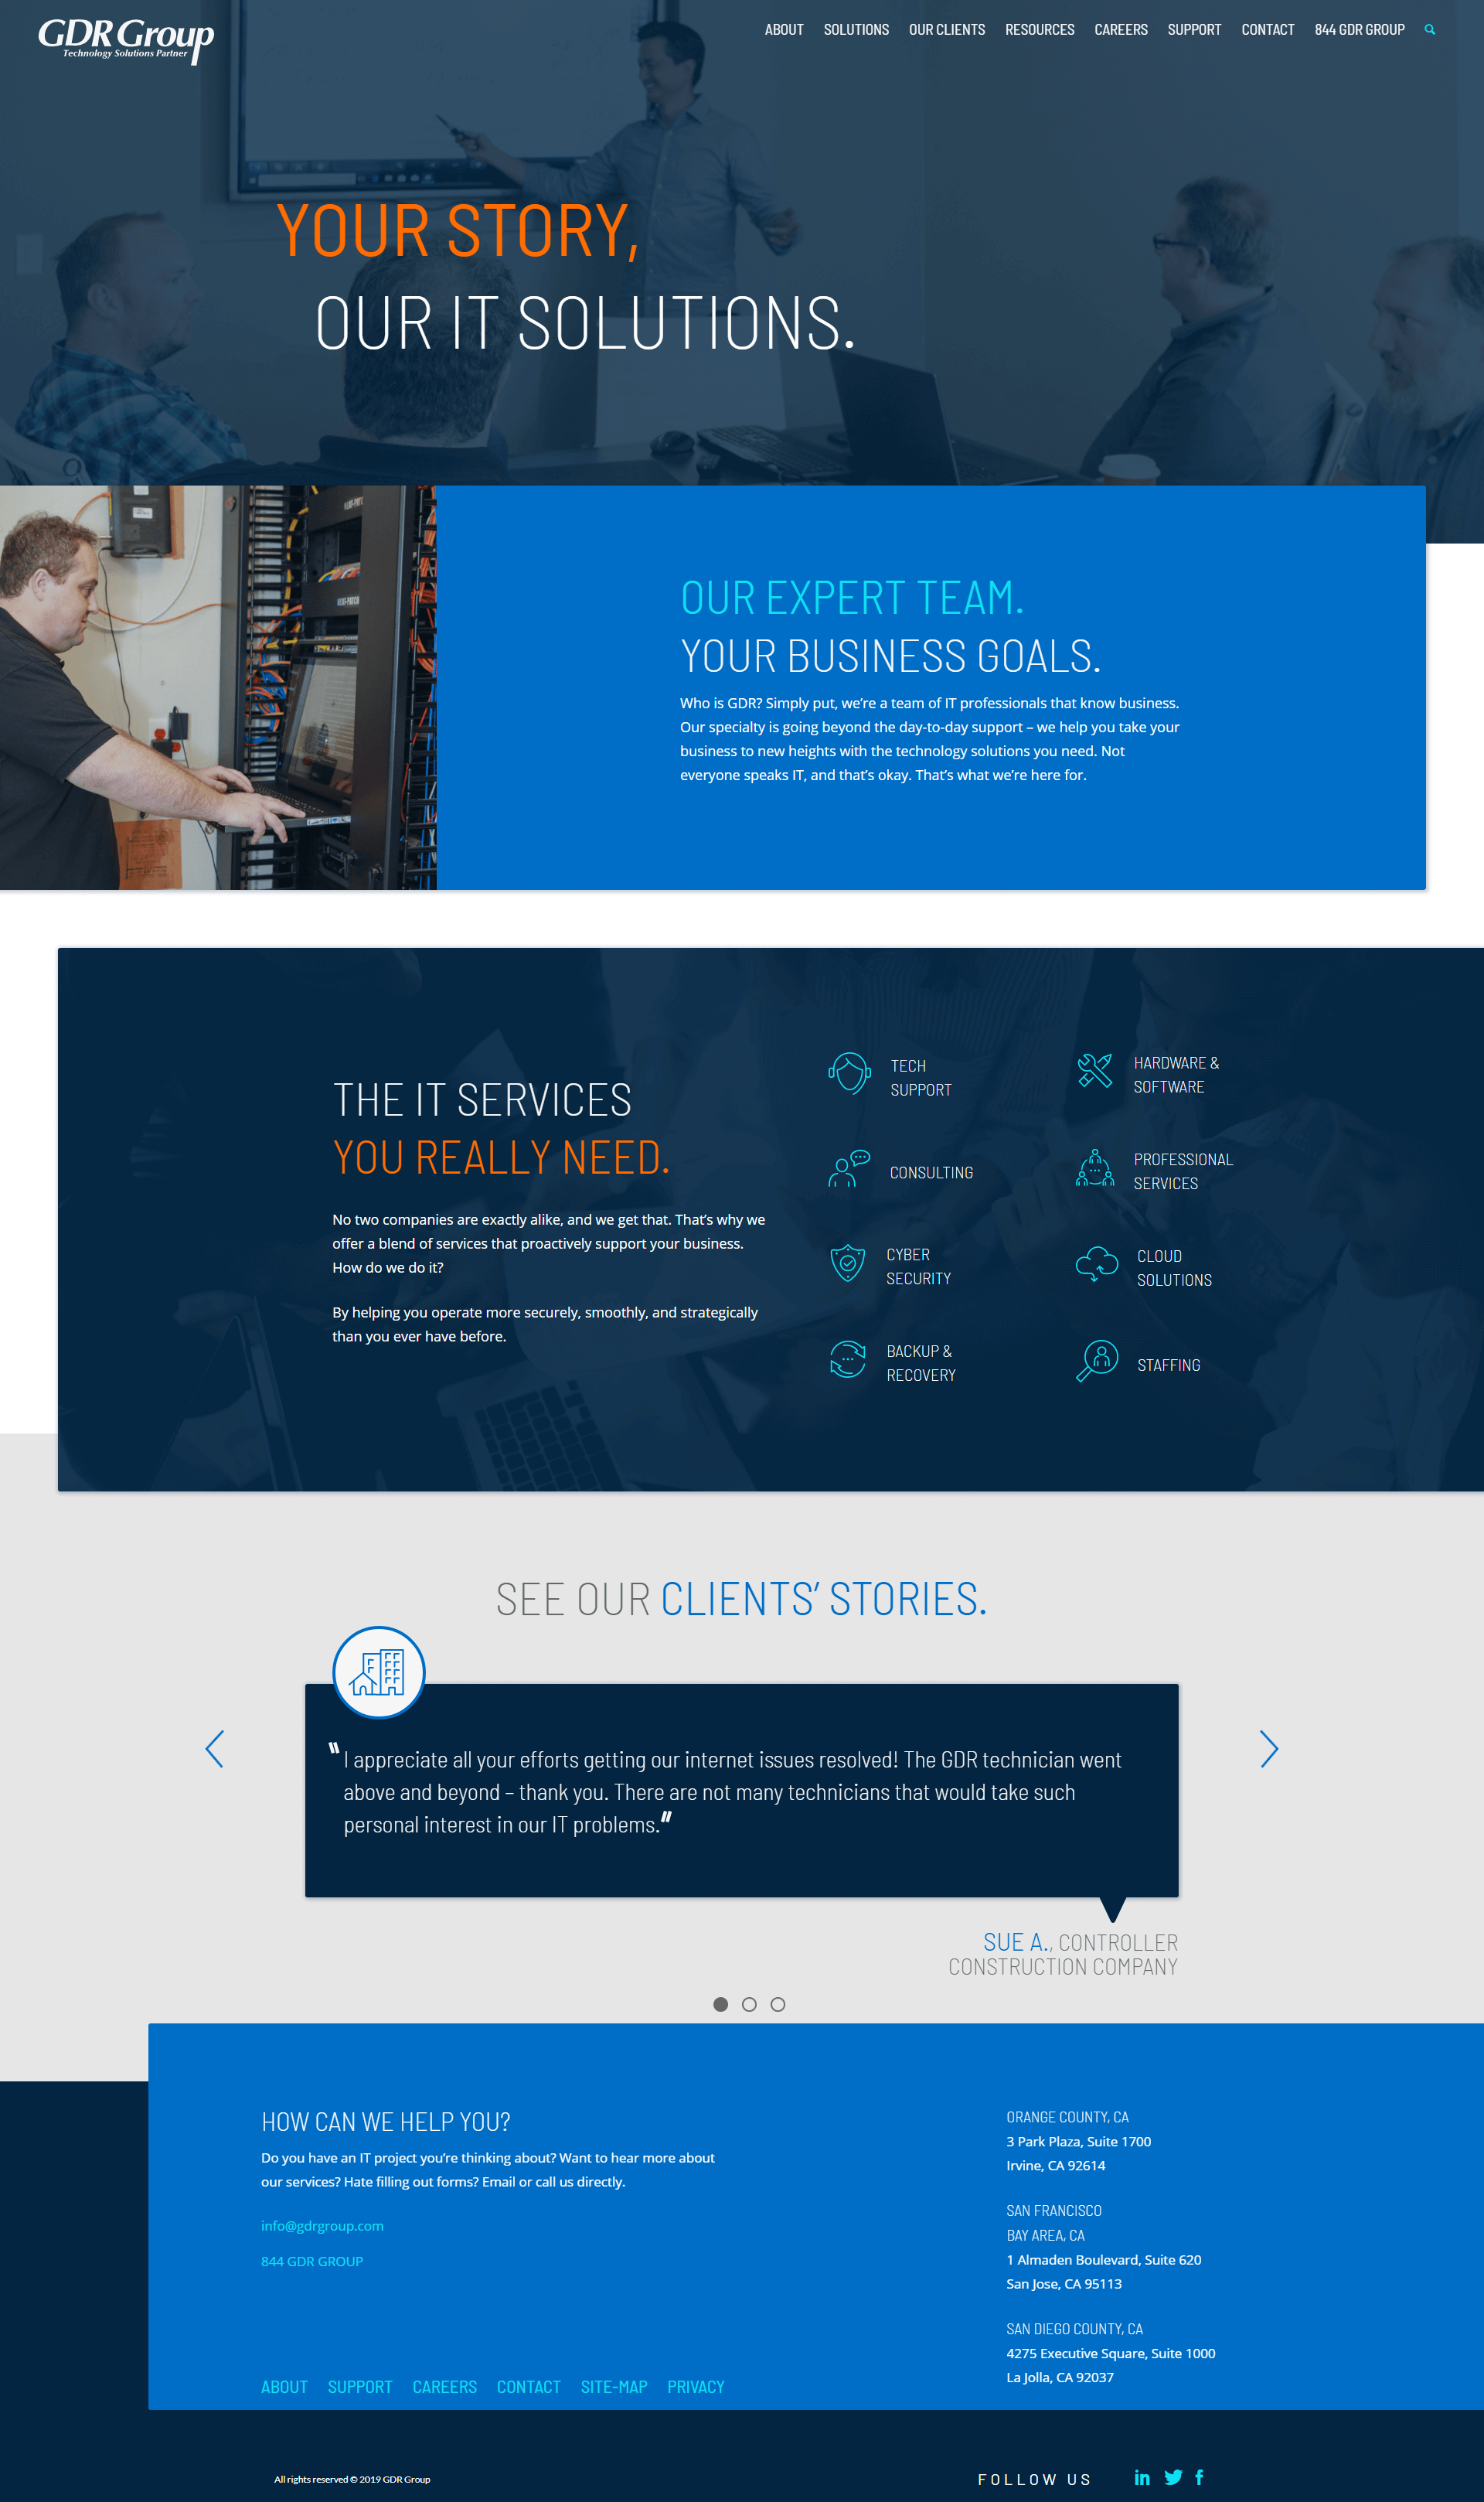 GDR Group
Technology Solutions Partner
ABOUT SOLUTIONS OUR CLIENTS RESOURCES CAREERS SUPPORT CONTACT 844 GDR GROUP
YOUR STORY,
OUR IT SOLUTIONS.
OUR EXPERT TEAM.
YOUR BUSINESS GOALS.
Who is GDR? Simply put, we're a team of IT professionals that know business.
Our specialty is going beyond the day-to-day support – we help you take your
business to new heights with the technology solutions you need. Not
everyone speaks IT, and that's okay. That's what we're here for.
THE IT SERVICES
YOU REALLY NEED.
No two companies are exactly alike, and we get that. That's why we
offer a blend of services that proactively support your business.
How do we do it?
By helping you operate more securely, smoothly, and strategically
than you ever have before.
TECH
SUPPORT
HARDWARE &
SOFTWARE
CONSULTING
PROFESSIONAL
SERVICES
CYBER
SECURITY
CLOUD
SOLUTIONS
BACKUP &
RECOVERY
STAFFING
SEE OUR CLIENTS' STORIES.
"I appreciate all your efforts getting our internet issues resolved! The GDR technician went
above and beyond – thank you. There are not many technicians that would take such
personal interest in our IT problems."
SUE A., CONTROLLER
CONSTRUCTION COMPANY
HOW CAN WE HELP YOU?
Do you have an IT project you're thinking about? Want to hear more about
our services? Hate filling out forms? Email or call us directly.
info@gdrgroup.com
844 GDR GROUP
ORANGE COUNTY, CA
3 Park Plaza, Suite 1700
Irvine, CA 92614
SAN FRANCISCO
BAY AREA, CA
1 Almaden Boulevard, Suite 620
San Jose, CA 95113
SAN DIEGO COUNTY, CA
4275 Executive Square, Suite 1000
La Jolla, CA 92037
ABOUT SUPPORT CAREERS CONTACT SITE-MAP PRIVACY
All rights reserved © 2019 GDR Group
FOLLOW US